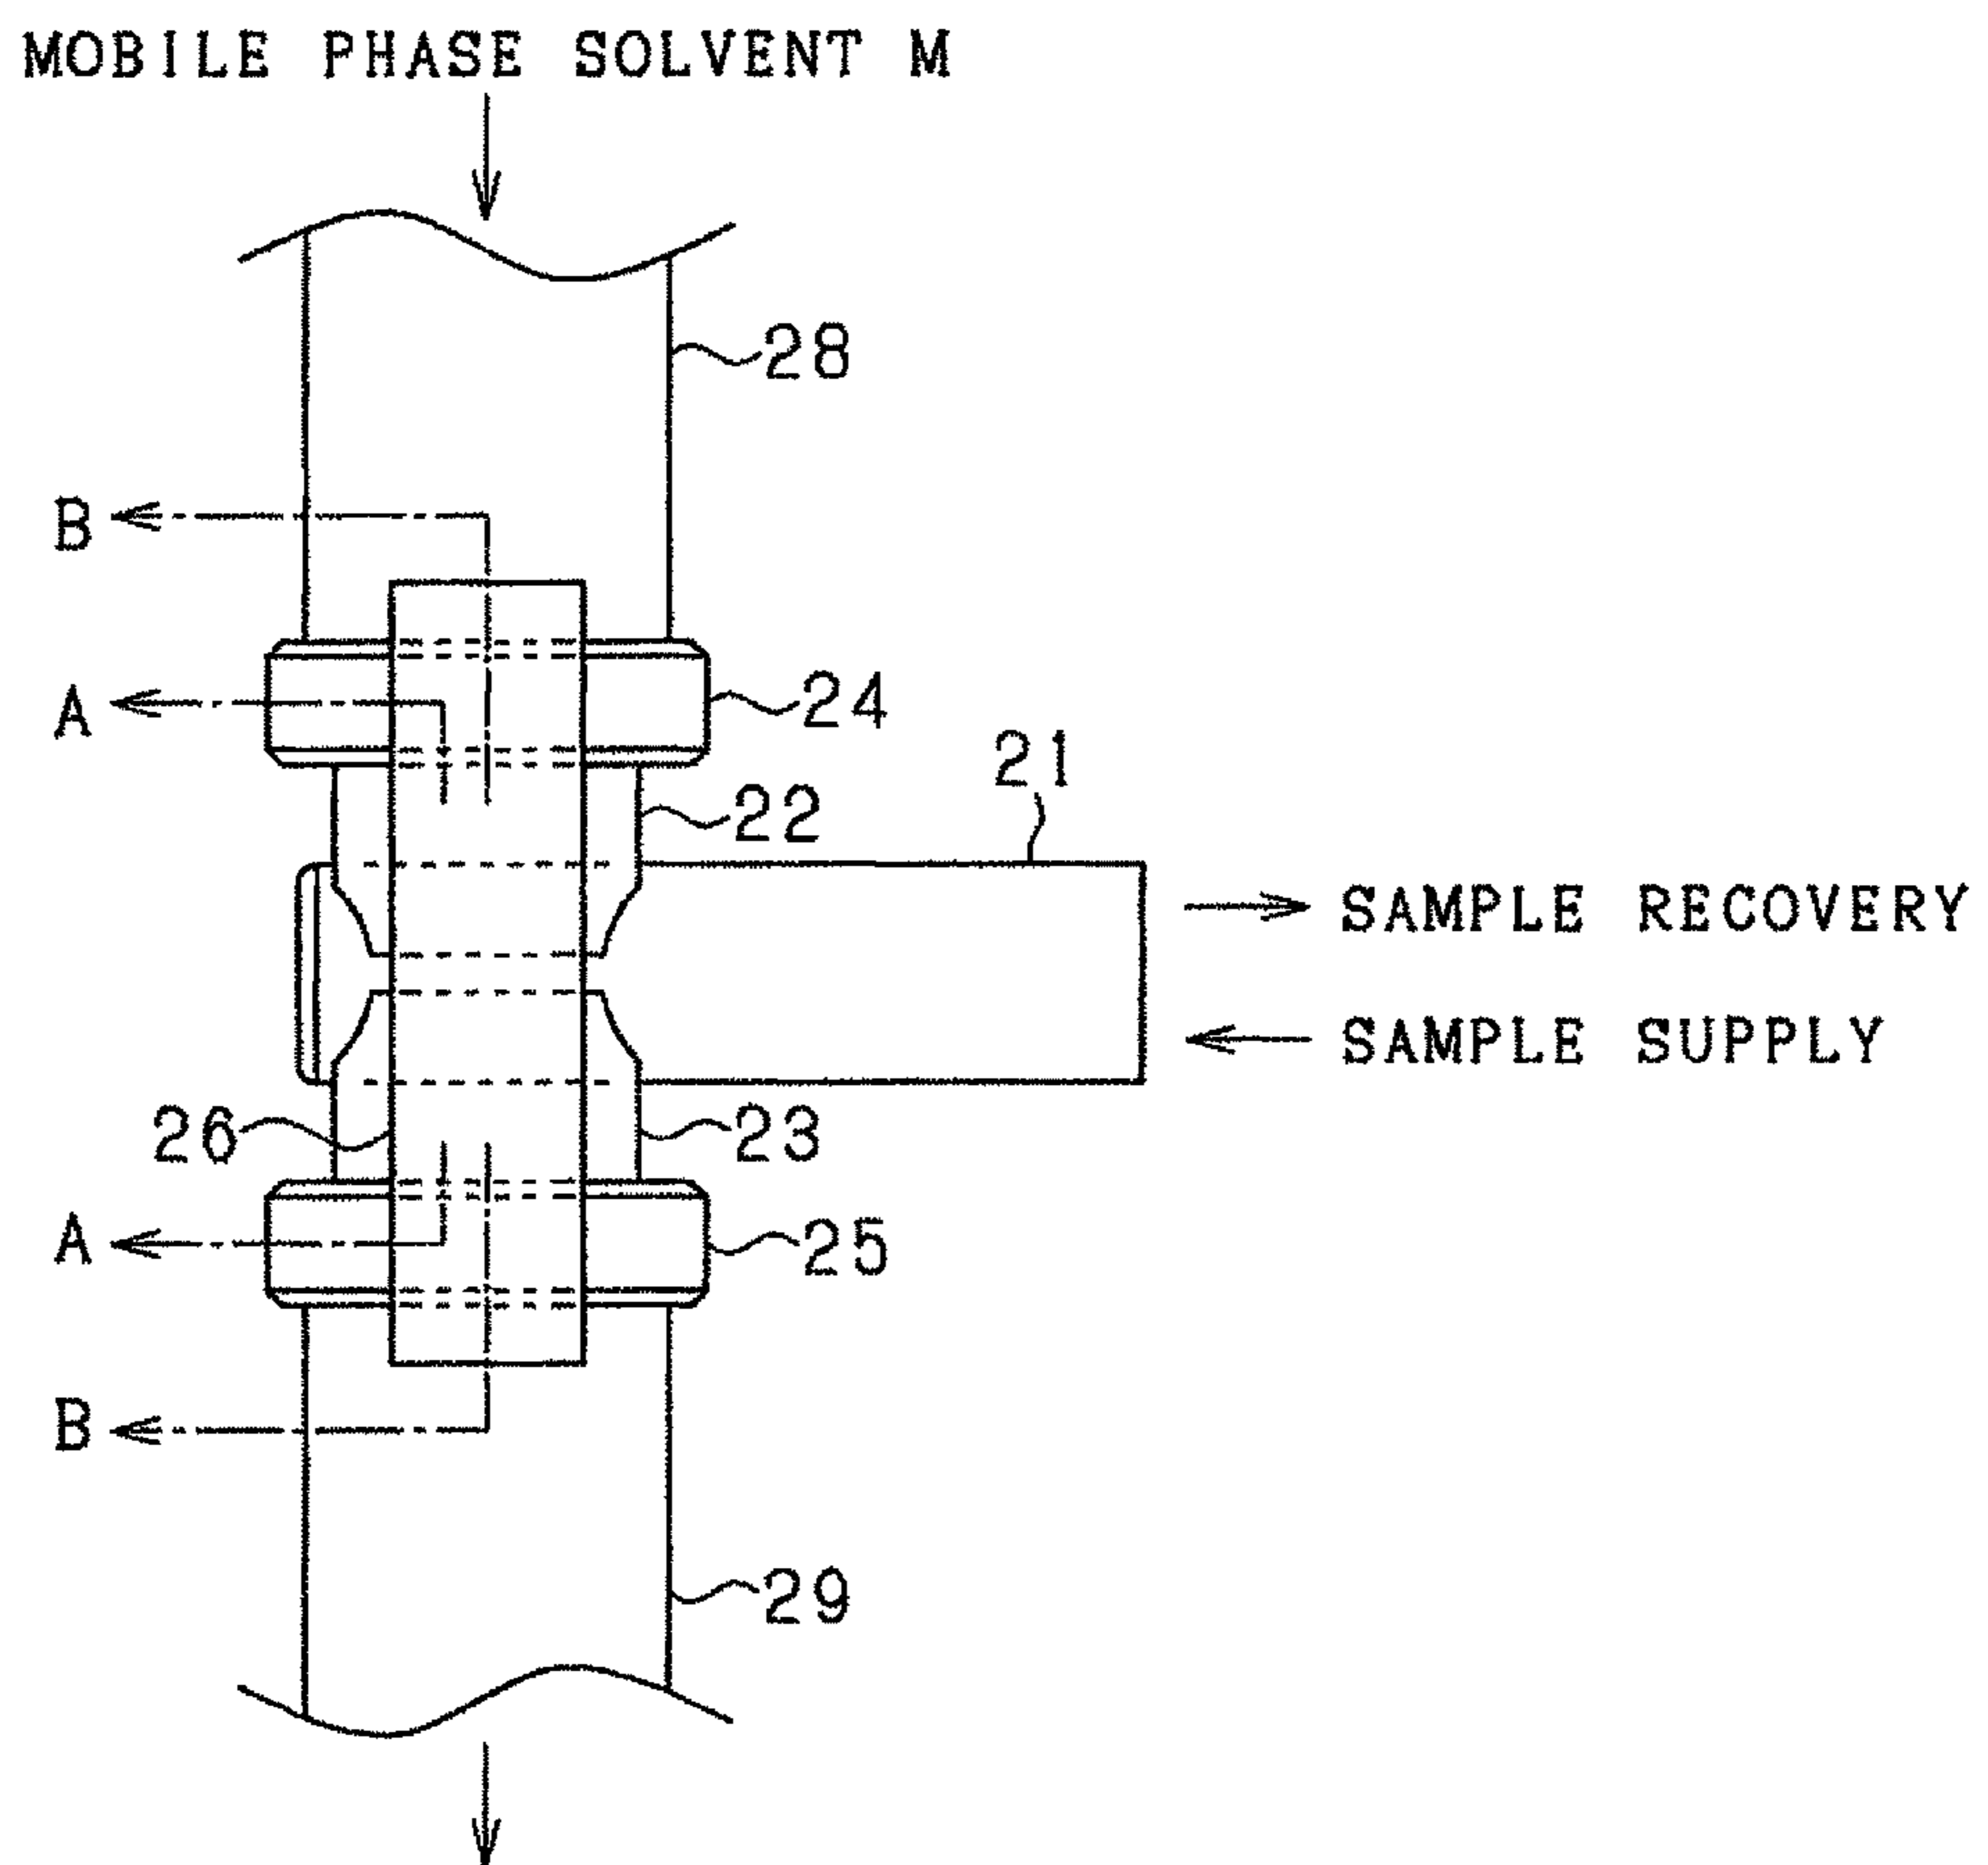 MOBILE PHASE SOLVENT M
28
B
24
A
21
22
SAMPLE RECOVERY
SAMPLE SUPPLY
26
23
A
25
B
29